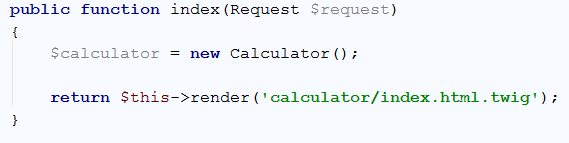 public function index(Request $request)
{
    $calculator = new Calculator();
    return $this->render('calculator/index.html.twig');
}